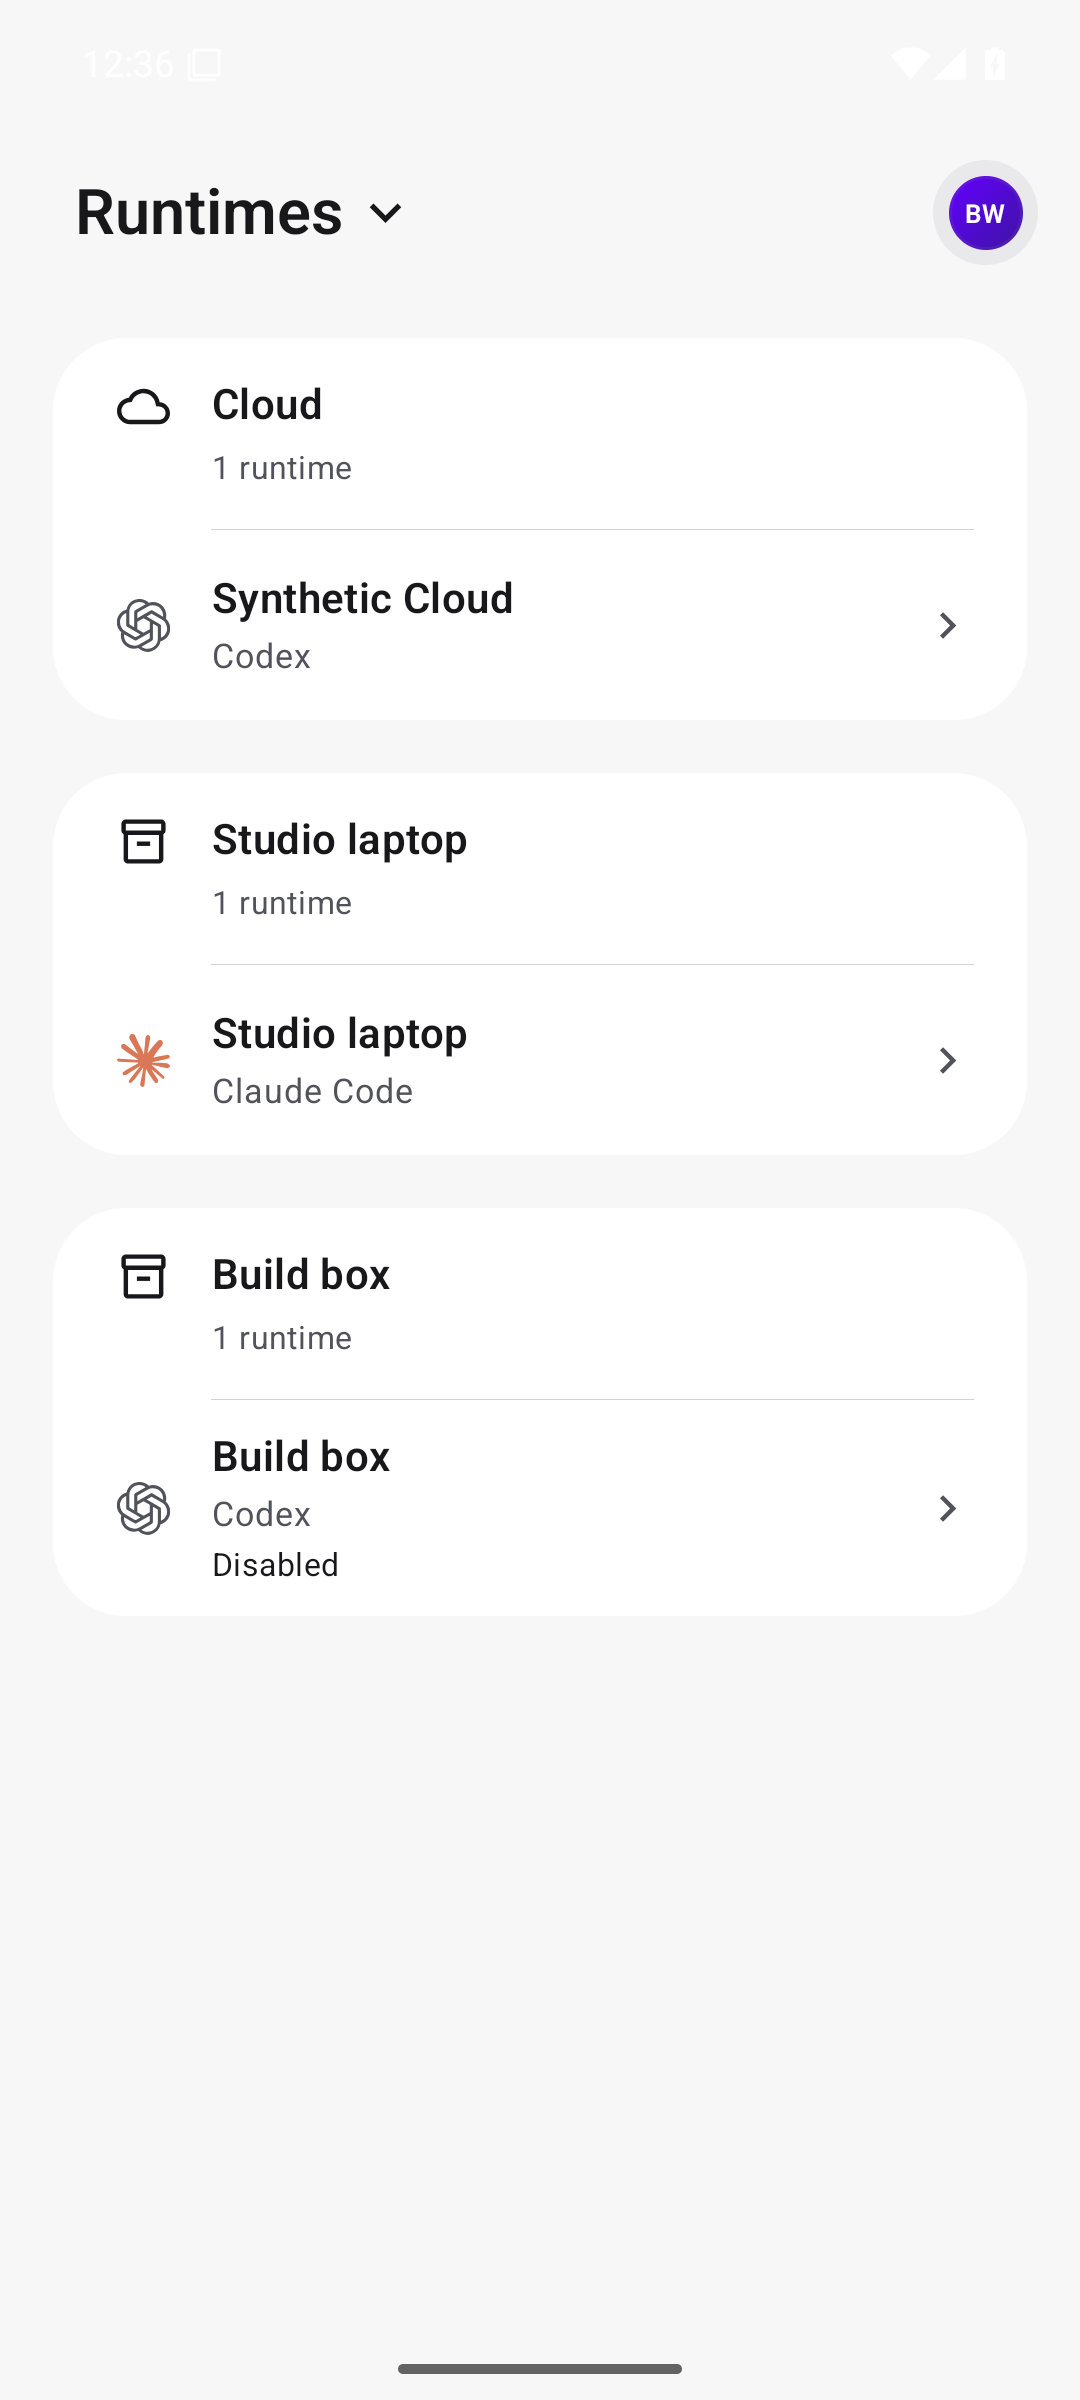 12:36
Runtimes
BW
Cloud
1 runtime
Synthetic Cloud
Codex
Studio laptop
1 runtime
Studio laptop
Claude Code
Build box
1 runtime
Build box
Codex
Disabled